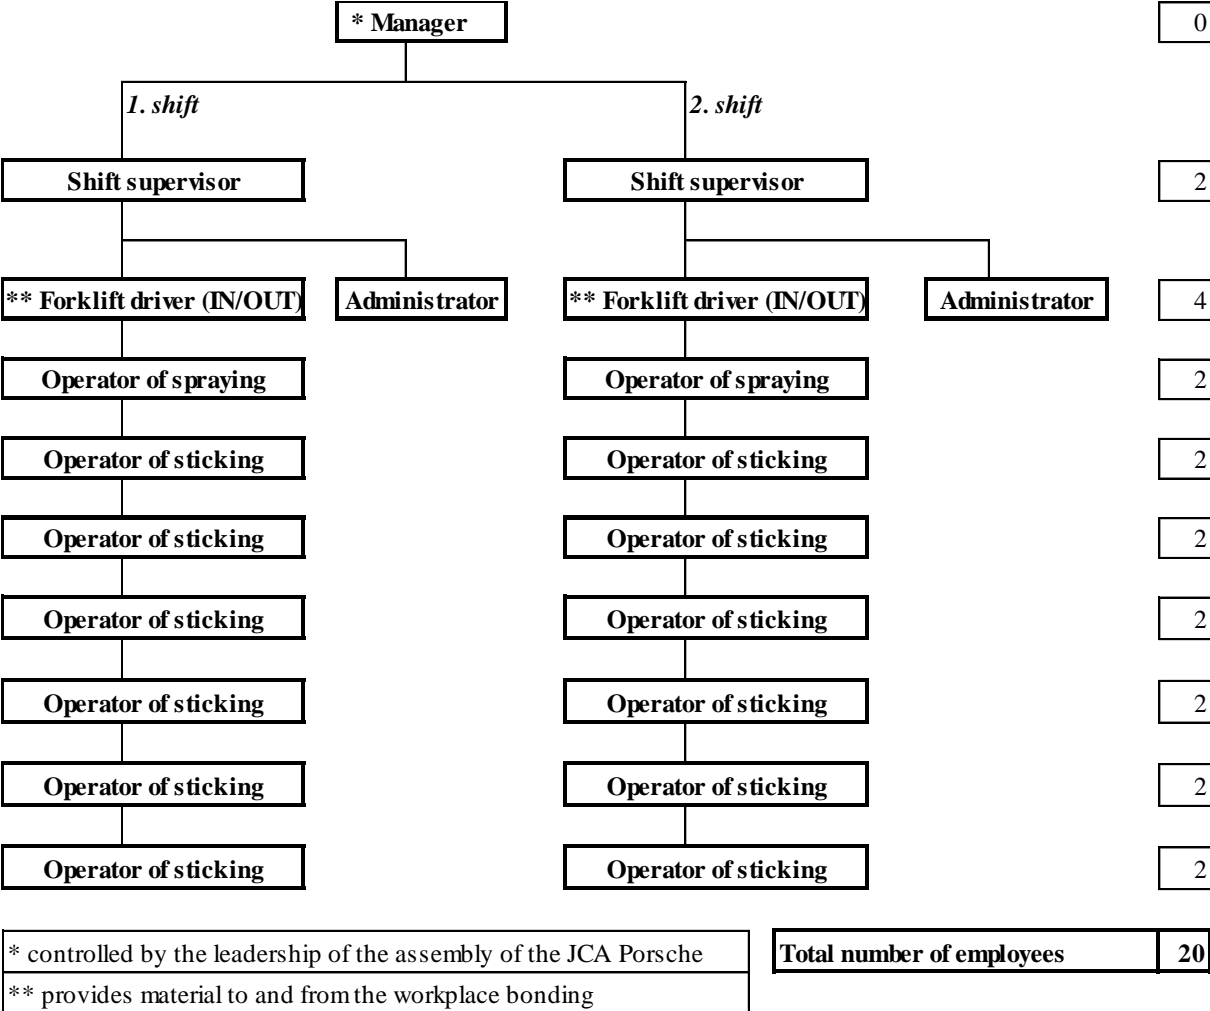 * Manager 0
1. shift 2. shift
Shift supervisor Shift supervisor 2
** Forklift driver (IN/OUT) Administrator ** Forklift driver (IN/OUT) Administrator 4
Operator of spraying Operator of spraying 2
Operator of sticking Operator of sticking 2
Operator of sticking Operator of sticking 2
Operator of sticking Operator of sticking 2
Operator of sticking Operator of sticking 2
Operator of sticking Operator of sticking 2
Operator of sticking Operator of sticking 2
* controlled by the leadership of the assembly of the JCA Porsche Total number of employees 20
** provides material to and from the workplace bonding